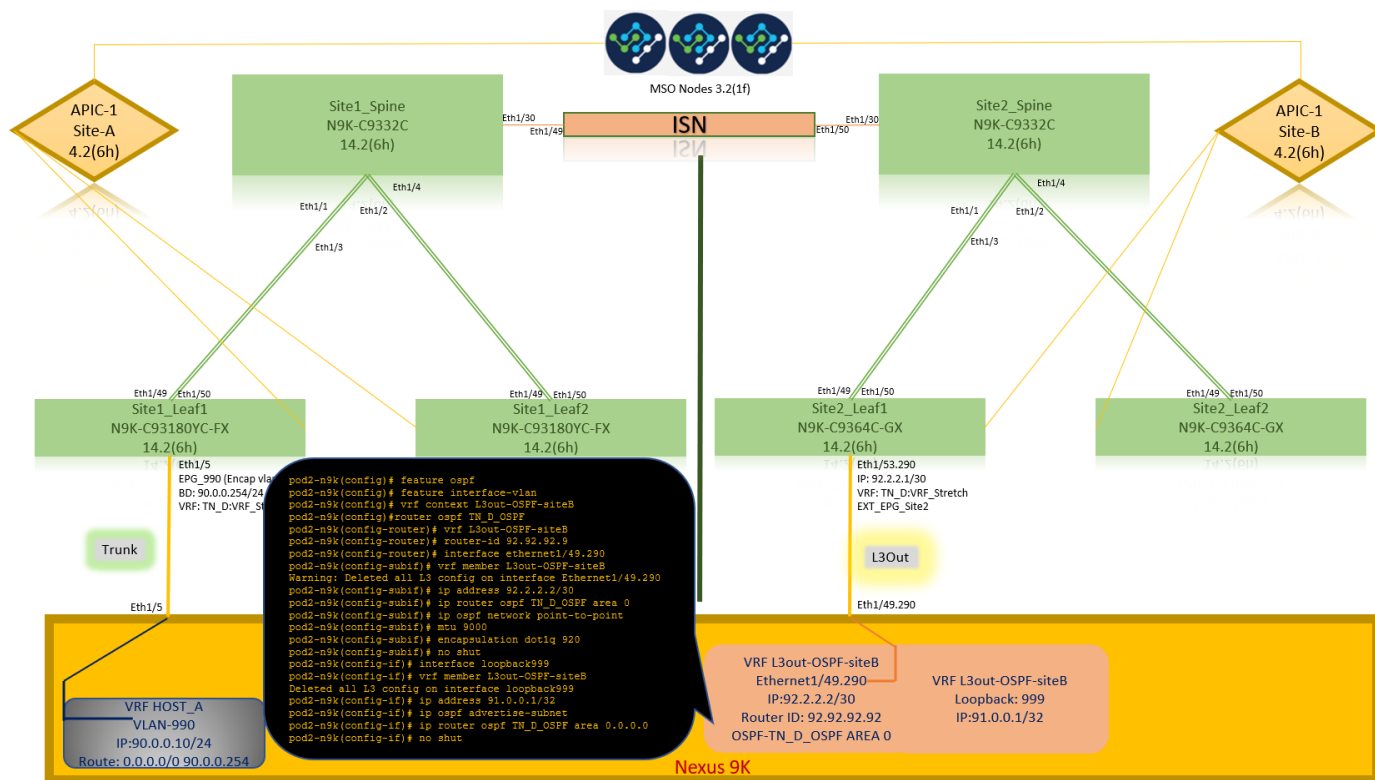 MSO Nodes 3.2(1f)
APIC-1
Site-A
4.2(6h)
Site1_Spine
N9K-C9332C
14.2(6h)
Eth1/30
Eth1/49
ISN
Eth1/50
Eth1/30
Site2_Spine
N9K-C9332C
14.2(6h)
APIC-1
Site-B
4.2(6h)
Eth1/4
Eth1/1
Eth1/2
Eth1/3
Eth1/4
Eth1/1
Eth1/2
Eth1/3
Eth1/49
Eth1/50
Site1_Leaf1
N9K-C93180YC-FX
14.2(6h)
Eth1/49
Eth1/50
Site1_Leaf2
N9K-C93180YC-FX
14.2(6h)
Eth1/49
Eth1/50
Site2_Leaf1
N9K-C9364C-GX
14.2(6h)
Eth1/49
Eth1/50
Site2_Leaf2
N9K-C9364C-GX
14.2(6h)
Eth1/5
EPG_990 (Encap
BD: 90.0.0.254/24
VRF:
Trunk
Eth1/5
Eth1/53.290
IP: 92.2.2.1/30
VRF: TN_D:VRF_Stretch
EXT_EPG_Site2
L3Out
Eth1/49.290
pod2-n9k(config)# feature ospf
pod2-n9k(config)# feature interface-vlan
pod2-n9k(config)# vrf context L3out-OSPF-siteB
pod2-n9k(config)#router ospf TN_D_OSPF
pod2-n9k(config-router)# vrf L3out-OSPF-siteB
pod2-n9k(config-router)# router-id 92.92.92.9
pod2-n9k(config-router)# interface ethernet1/49.290
pod2-n9k(config-subif)# vrf member L3out-OSPF-siteB
Warning: Deleted all L3 config on interface Ethernet1/49.290
pod2-n9k(config-subif)# ip address 92.2.2.2/30
pod2-n9k(config-subif)# ip router ospf TN_D_OSPF area 0
pod2-n9k(config-subif)# ip ospf network point-to-point
pod2-n9k(config-subif)# mtu 9000
pod2-n9k(config-subif)# encapsulation dot1q 920
pod2-n9k(config-subif)# no shut
pod2-n9k(config-if)# interface loopback999
pod2-n9k(config-if)# vrf member L3out-OSPF-siteB
Deleted all L3 config on interface loopback999
pod2-n9k(config-if)# ip address 91.0.0.1/32
pod2-n9k(config-if)# ip ospf advertise-subnet
pod2-n9k(config-if)# ip router ospf TN_D_OSPF area 0.0.0.0
pod2-n9k(config-if)# no shut
VRF HOST_A
VLAN-990
IP:90.0.0.10/24
Route: 0.0.0.0/0 90.0.0.254
VRF L3out-OSPF-siteB
Ethernet1/49.290
IP:92.2.2.2/30
Router ID: 92.92.92.92
OSPF-TN_D_OSPF AREA 0
VRF L3out-OSPF-siteB
Loopback: 999
IP:91.0.0.1/32
Nexus 9K